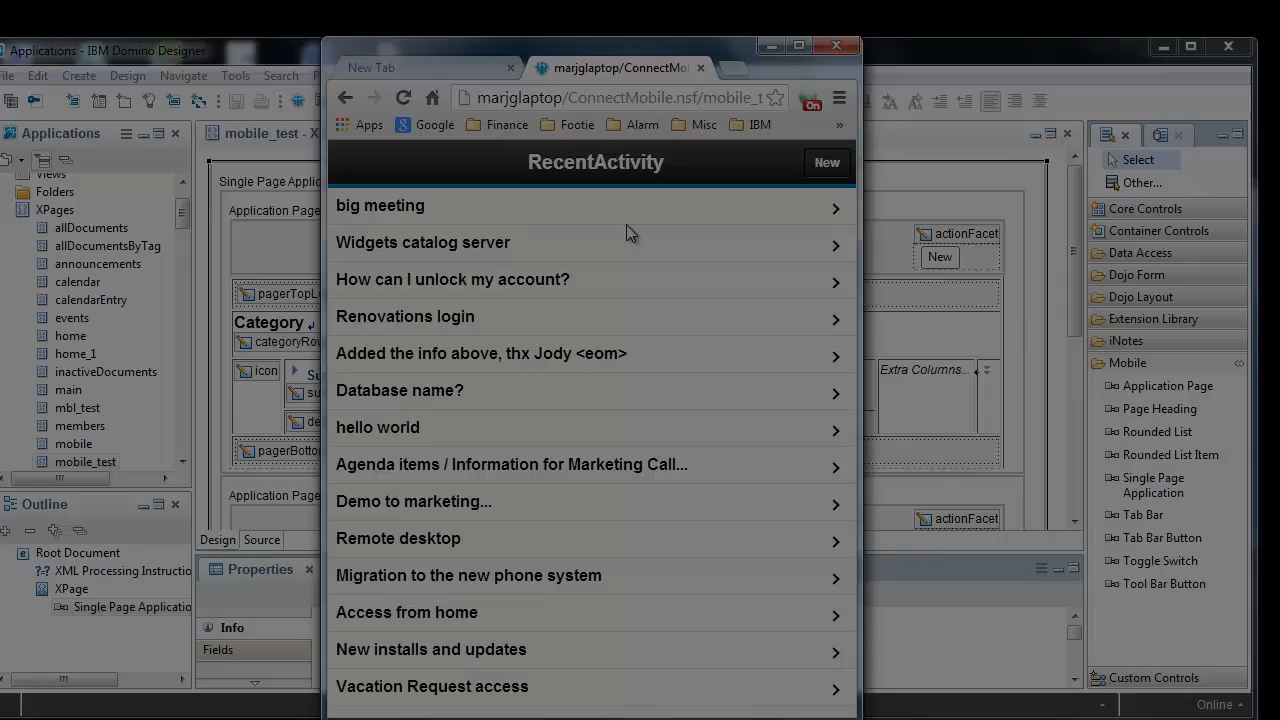 Applications - IBM Domino Designer
File Edit Create Design Navigate Tools Search
Applications
Views
Folders
XPages
allDocuments
allDocumentsByTag
announcements
calendar
calendarEntry
events
home
home_1
inactiveDocuments
main
mbl_test
members
mobile
mobile_test
Outline
Root Document
XML Processing Instructio
XPage
Single Page Applicatio
mobile_test - X
Single Page Applic
Application Page
pagerTopL
Category
categoryRow
icon
Su
su
de
pagerBotto
Application Page
Design Source
Properties
Info
Fields
New Tab
marjglaptop/ConnectMo
marjglaptop/ConnectMobile.nsf/mobile_t
On
Apps Google Finance Footie Alarm Misc IBM »
RecentActivity
New
big meeting
Widgets catalog server
How can I unlock my account?
Renovations login
Added the info above, thx Jody <eom>
Database name?
hello world
Agenda items / Information for Marketing Call...
Demo to marketing...
Remote desktop
Migration to the new phone system
Access from home
New installs and updates
Vacation Request access
actionFacet
New
Extra Columns...
actionFacet
Select
Other...
Core Controls
Container Controls
Data Access
Dojo Form
Dojo Layout
Extension Library
iNotes
Mobile
Application Page
Page Heading
Rounded List
Rounded List Item
Single Page
Application
Tab Bar
Tab Bar Button
Toggle Switch
Tool Bar Button
Custom Controls
Online